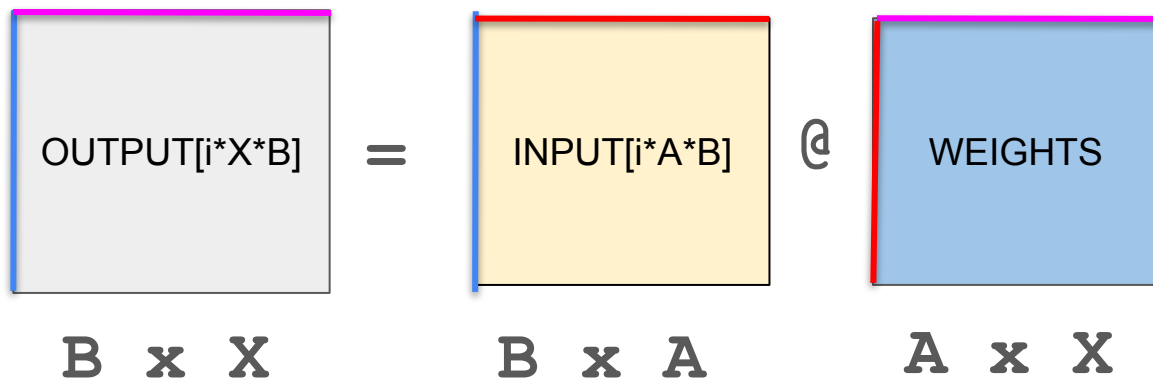 OUTPUT[i*X*B] = INPUT[i*A*B] @ WEIGHTS
B x X B x A A x X